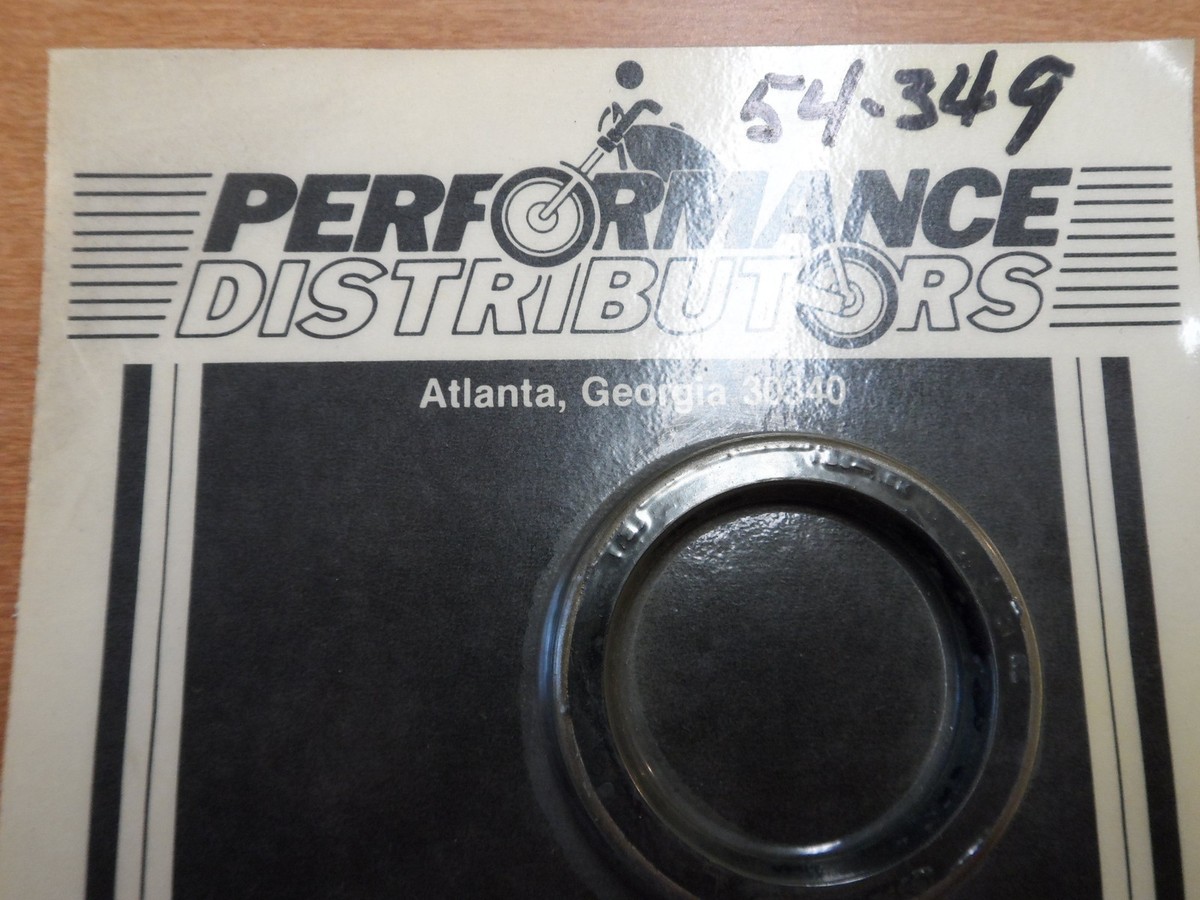 54-349
PERFORMANCE
DISTRIBUTORS
Atlanta, Georgia 30340